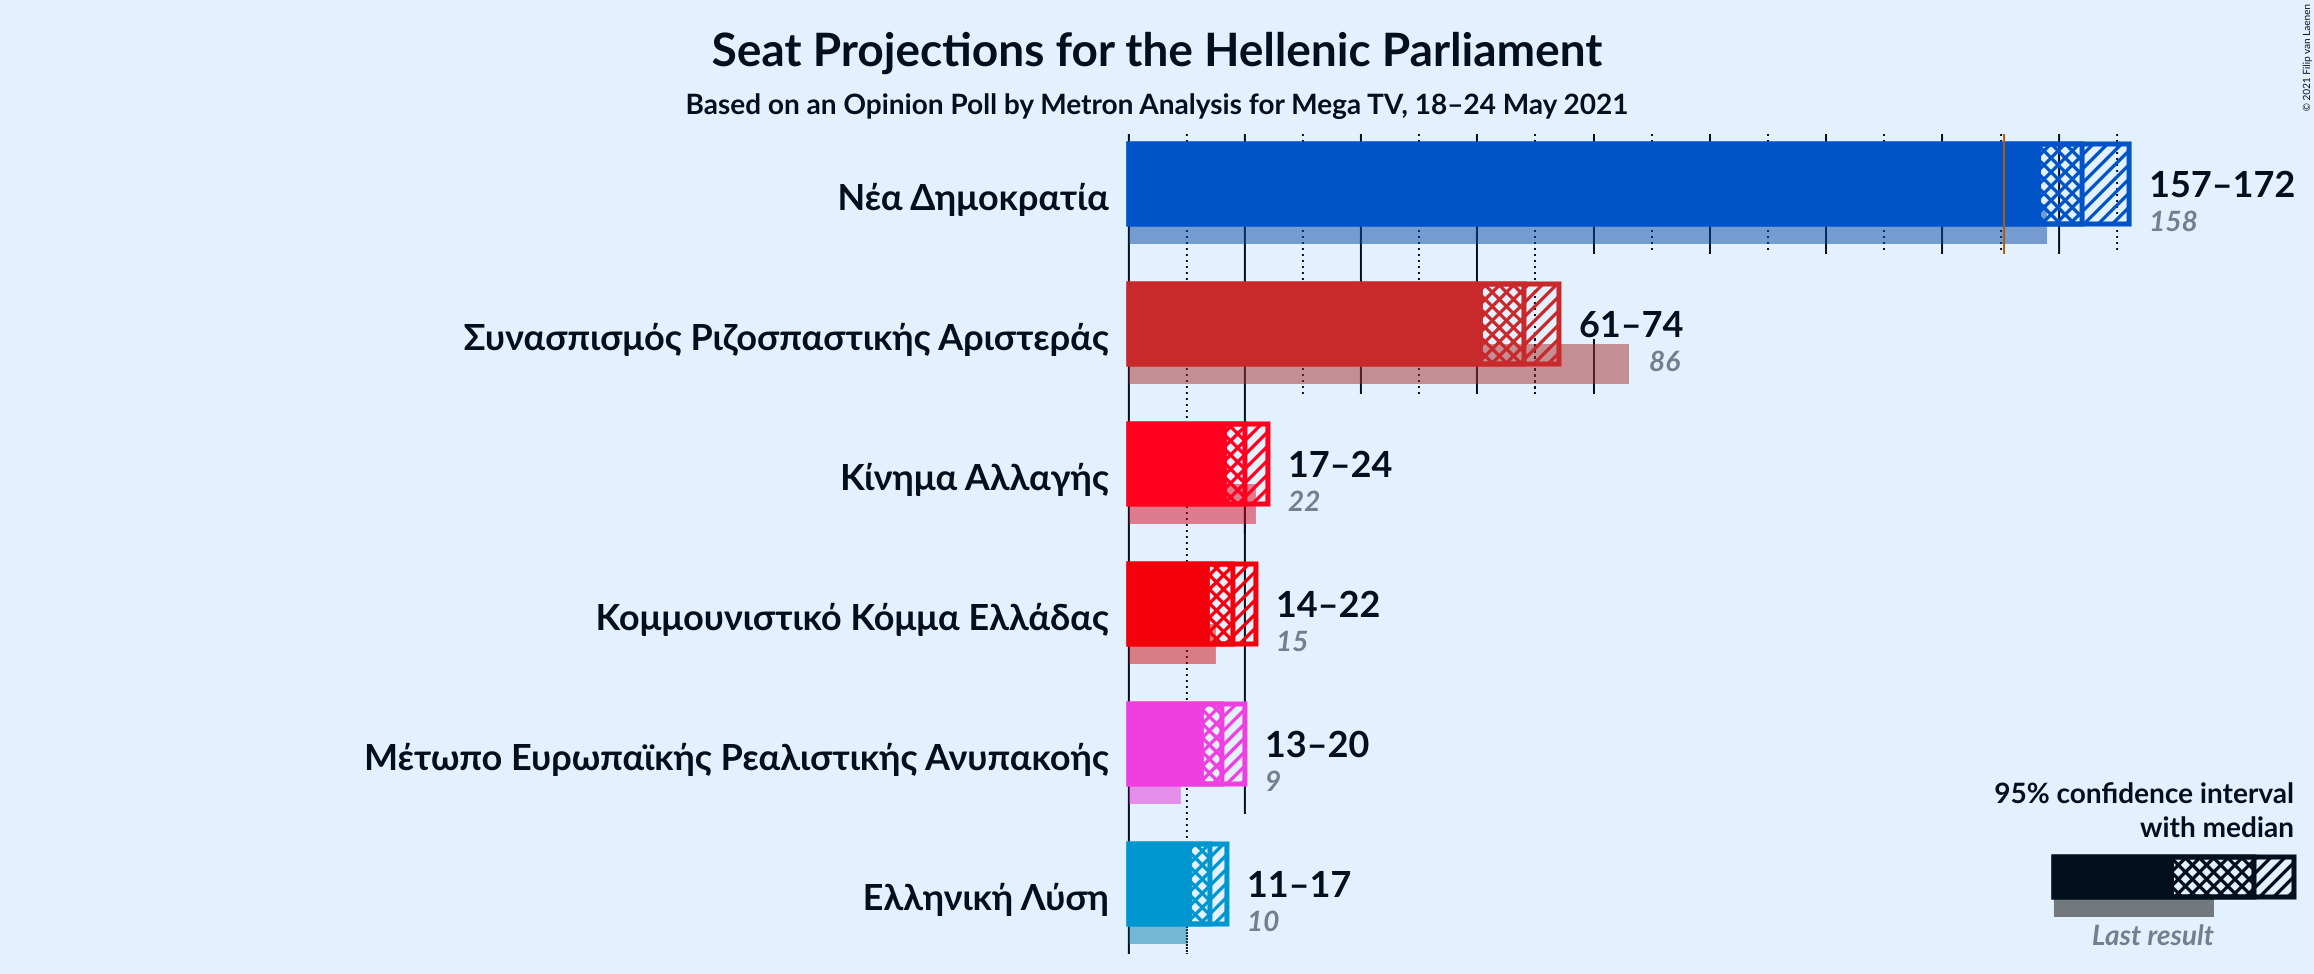 Seat Projections for the Hellenic Parliament
Based on an Opinion Poll by Metron Analysis for Mega TV, 18–24 May 2021
© 2021 Filip van Laenen
Νέα Δημοκρατία
157–172
158
Συνασπισμός Ριζοσπαστικής Αριστεράς
61–74
86
Κίνημα Αλλαγής
17–24
22
Κομμουνιστικό Κόμμα Ελλάδας
14–22
15
Μέτωπο Ευρωπαϊκής Ρεαλιστικής Ανυπακοής
13–20
9
Ελληνική Λύση
11–17
10
95% confidence interval
with median
Last result